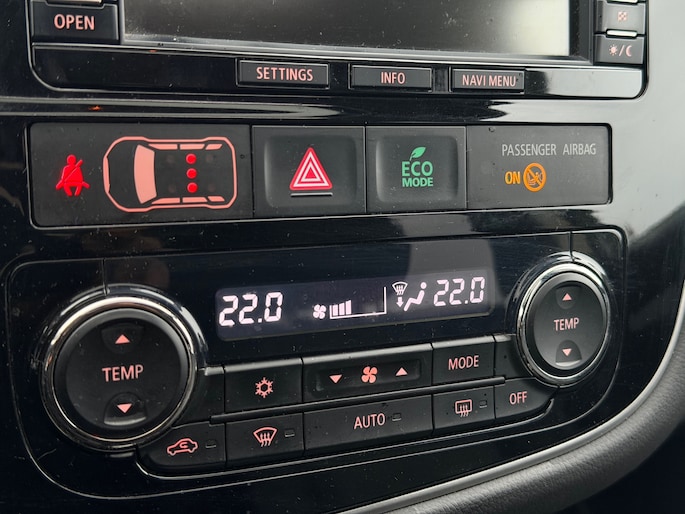 OPEN
SETTINGS
INFO
NAVI MENU
PASSENGER AIRBAG
ECO
MODE
ON
22.0
22.0
TEMP
TEMP
MODE
AUTO
OFF